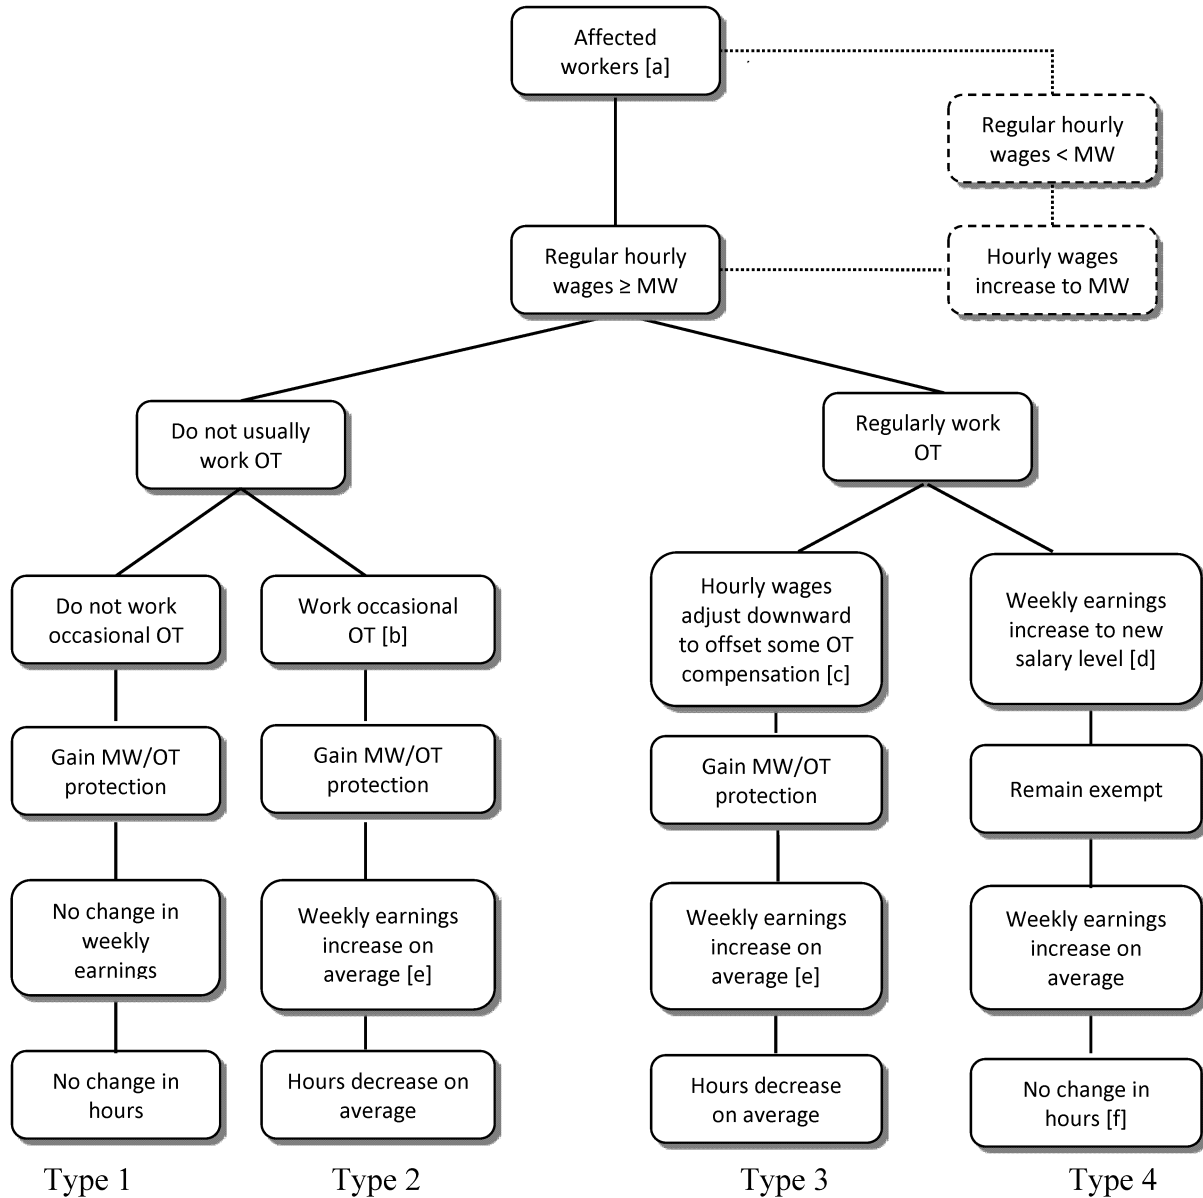 Affected
workers [a]
Regular hourly
wages < MW
Regular hourly
wages ≥ MW
Hourly wages
increase to MW
Do not usually
work OT
Regularly work
OT
Do not work
occasional OT
Work occasional
OT [b]
Hourly wages
adjust downward
to offset some OT
compensation [c]
Weekly earnings
increase to new
salary level [d]
Gain MW/OT
protection
Gain MW/OT
protection
Gain MW/OT
protection
Remain exempt
No change in
weekly
earnings
Weekly earnings
increase on
average [e]
Weekly earnings
increase on
average [e]
Weekly earnings
increase on
average
No change in
hours
Hours decrease on
average
Hours decrease
on average
No change in
hours [f]
Type 1
Type 2
Type 3
Type 4